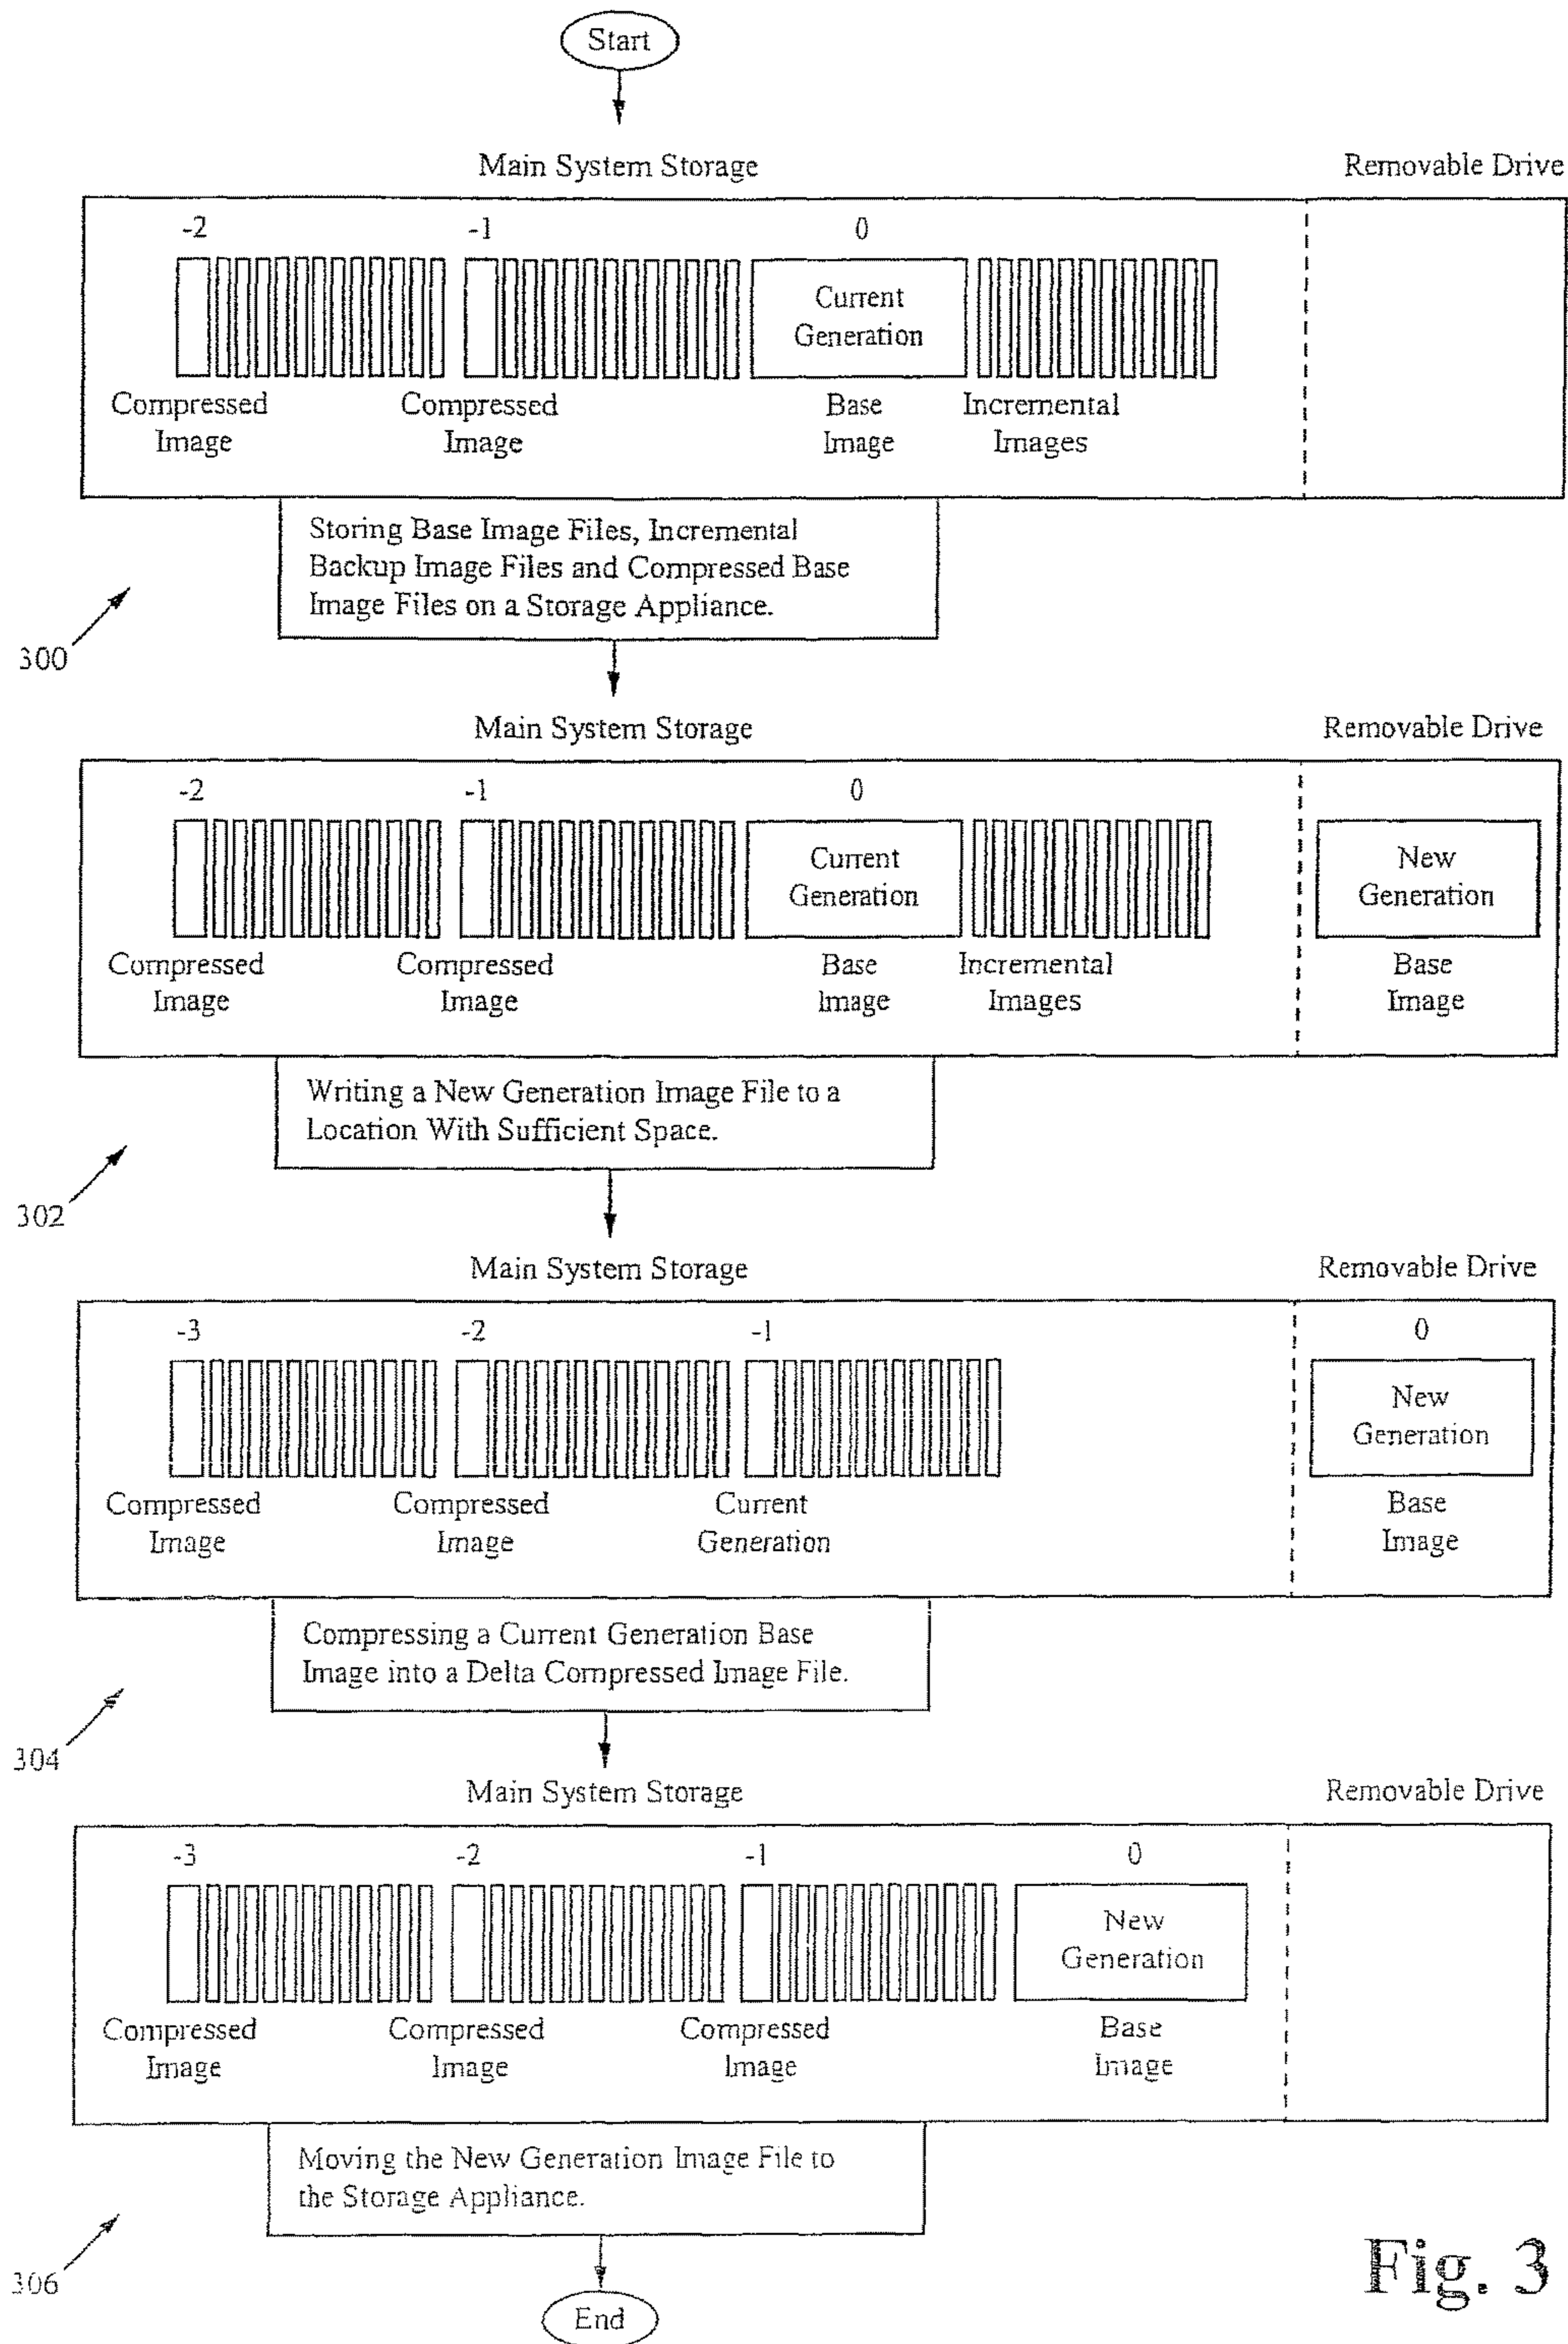 Start
Main System Storage
Removable Drive
-2
-1
0
Current
Generation
Compressed
Image
Compressed
Image
Base
Image
Incremental
Images
Storing Base Image Files, Incremental
Backup Image Files and Compressed Base
Image Files on a Storage Appliance.
300
Main System Storage
Removable Drive
-2
-1
0
Current
Generation
New
Generation
Compressed
Image
Compressed
Image
Base
Image
Incremental
Images
Base
Image
Writing a New Generation Image File to a
Location With Sufficient Space.
302
Main System Storage
Removable Drive
-3
-2
-1
0
New
Generation
Compressed
Image
Compressed
Image
Current
Generation
Base
Image
Compressing a Current Generation Base
Image into a Delta Compressed Image File.
304
Main System Storage
Removable Drive
-3
-2
-1
0
New
Generation
Compressed
Image
Compressed
Image
Compressed
Image
Base
Image
Moving the New Generation Image File to
the Storage Appliance.
306
End
Fig. 3